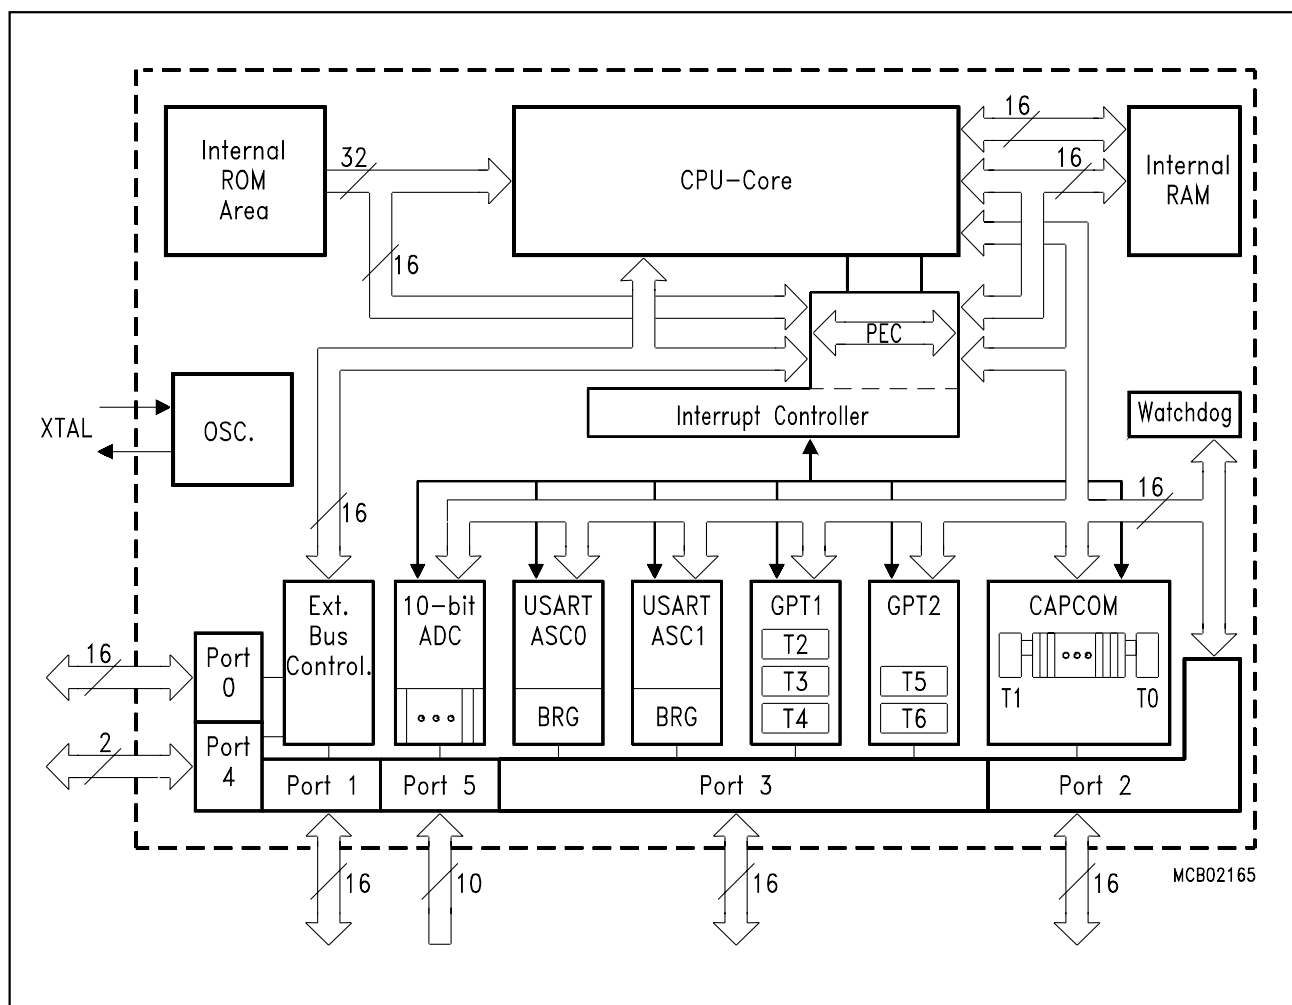 Internal
ROM
Area
32
CPU-Core
16
16
Internal
RAM
16
PEC
Interrupt Controller
XTAL
OSC.
Watchdog
16
16
Ext.
Bus
Control.
10-bit
ADC
USART
ASC0
BRG
USART
ASC1
BRG
GPT1
T2
T3
T4
GPT2
T5
T6
CAPCOM
T1
T0
16
Port
0
2
Port
4
Port 1
Port 5
Port 3
Port 2
16
10
16
16
MCB02165